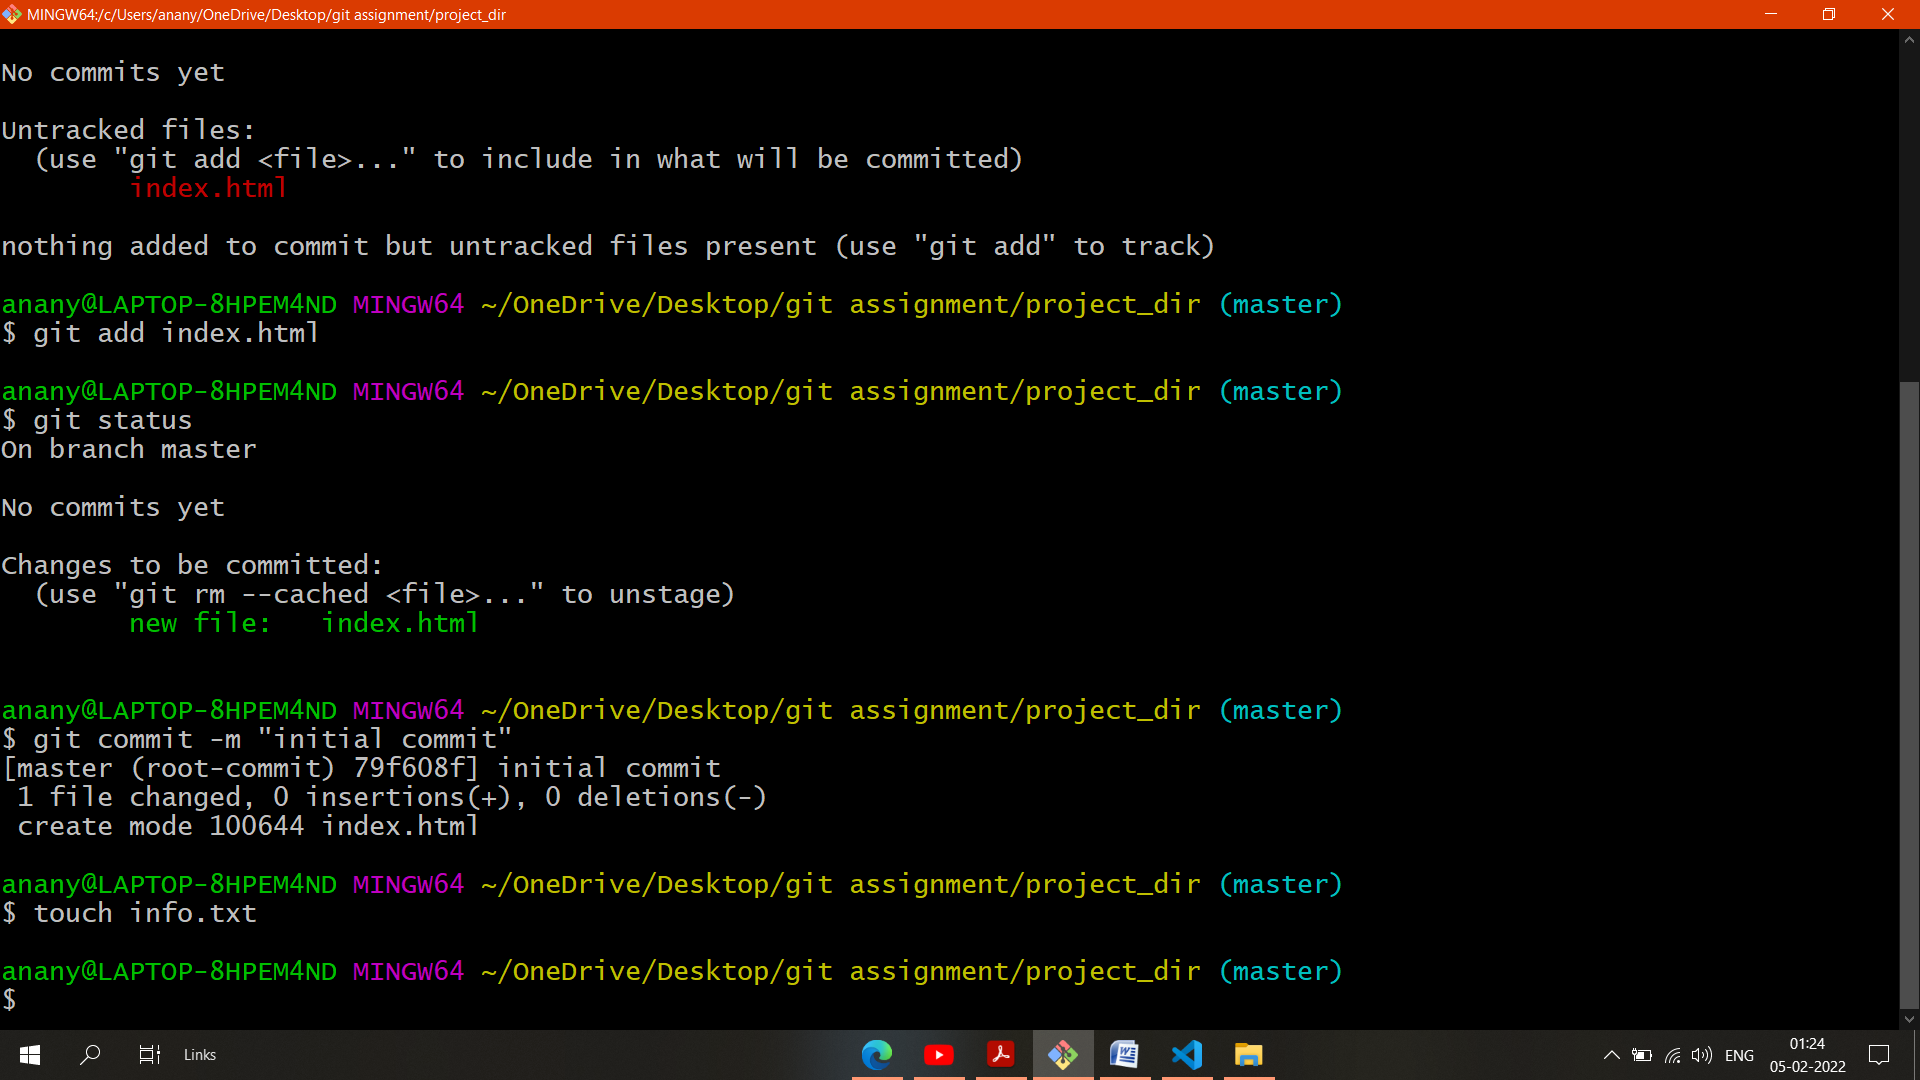 MINGW64:/c/Users/anany/OneDrive/Desktop/git assignment/project_dir
No commits yet
Untracked files:
  (use "git add <file>..." to include in what will be committed)
        index.html
nothing added to commit but untracked files present (use "git add" to track)
anany@LAPTOP-8HPEM4ND MINGW64 ~/OneDrive/Desktop/git assignment/project_dir (master)
$ git add index.html
anany@LAPTOP-8HPEM4ND MINGW64 ~/OneDrive/Desktop/git assignment/project_dir (master)
$ git status
On branch master
No commits yet
Changes to be committed:
  (use "git rm --cached <file>..." to unstage)
        new file:   index.html
anany@LAPTOP-8HPEM4ND MINGW64 ~/OneDrive/Desktop/git assignment/project_dir (master)
$ git commit -m "initial commit"
[master (root-commit) 79f608f] initial commit
 1 file changed, 0 insertions(+), 0 deletions(-)
 create mode 100644 index.html
anany@LAPTOP-8HPEM4ND MINGW64 ~/OneDrive/Desktop/git assignment/project_dir (master)
$ touch info.txt
anany@LAPTOP-8HPEM4ND MINGW64 ~/OneDrive/Desktop/git assignment/project_dir (master)
$
Links
ENG
01:24
05-02-2022